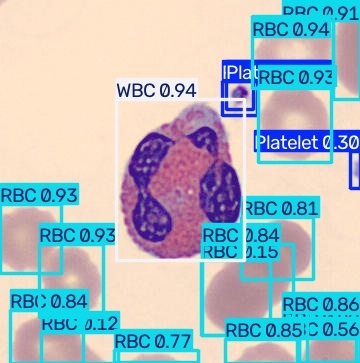 RBC 0.91
RBC 0.94
WBC 0.94
RBC 0.93
Platelet 0.30
RBC 0.93
RBC 0.81
RBC 0.93
RBC 0.84
RBC 0.15
RBC 0.84
RBC 0.86
RBC 0.12
RBC 0.85
0.56
RBC 0.77